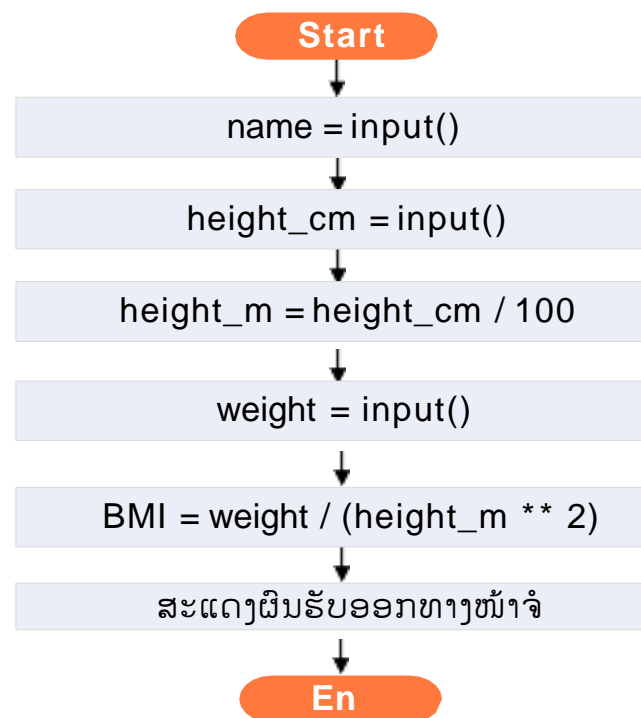 Start
name = input()
height_cm = input()
height_m = height_cm / 100
weight = input()
BMI = weight / (height_m ** 2)
ສະແດງຜົນຮັບອອກທາງໜ້າຈໍ
En